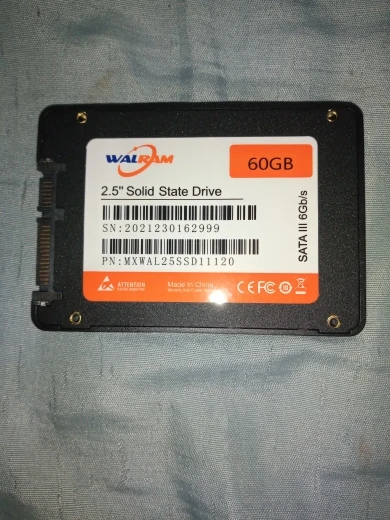 WALRAM
60GB
2.5" Solid State Drive
SN:2021230162999
PN:MXWAL25SSD11120
SATA III 6Gb/s
ATTENTION
Made In China
CE FC